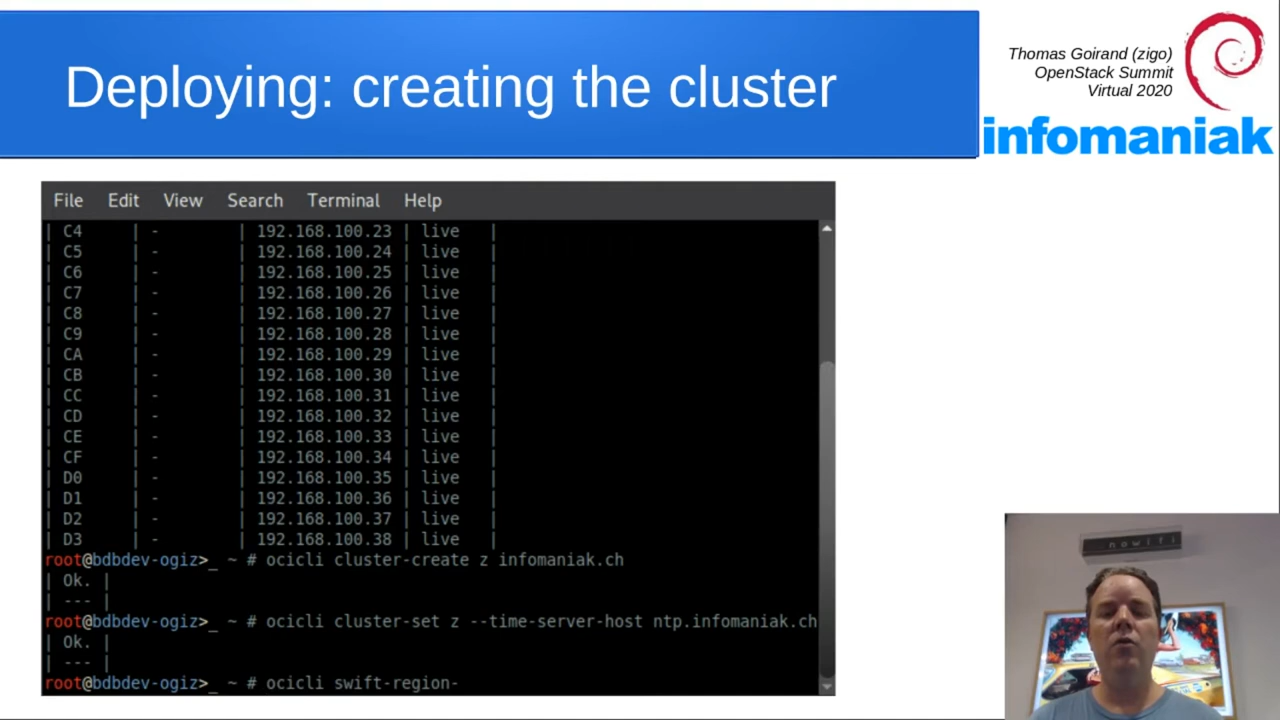 Deploying: creating the cluster
Thomas Goirand (zigo)
OpenStack Summit
Virtual 2020
infomaniak
File Edit View Search Terminal Help
| C4 | - | 192.168.100.23 | live |
| C5 | - | 192.168.100.24 | live |
| C6 | - | 192.168.100.25 | live |
| C7 | - | 192.168.100.26 | live |
| C8 | - | 192.168.100.27 | live |
| C9 | - | 192.168.100.28 | live |
| CA | - | 192.168.100.29 | live |
| CB | - | 192.168.100.30 | live |
| CC | - | 192.168.100.31 | live |
| CD | - | 192.168.100.32 | live |
| CE | - | 192.168.100.33 | live |
| CF | - | 192.168.100.34 | live |
| D0 | - | 192.168.100.35 | live |
| D1 | - | 192.168.100.36 | live |
| D2 | - | 192.168.100.37 | live |
| D3 | - | 192.168.100.38 | live |
root@bdbdev-ogiz>_ ~ # ocicli cluster-create z infomaniak.ch
| Ok. |
| --- |
root@bdbdev-ogiz>_ ~ # ocicli cluster-set z --time-server-host ntp.infomaniak.ch
| Ok. |
| --- |
root@bdbdev-ogiz>_ ~ # ocicli swift-region-
nowifi